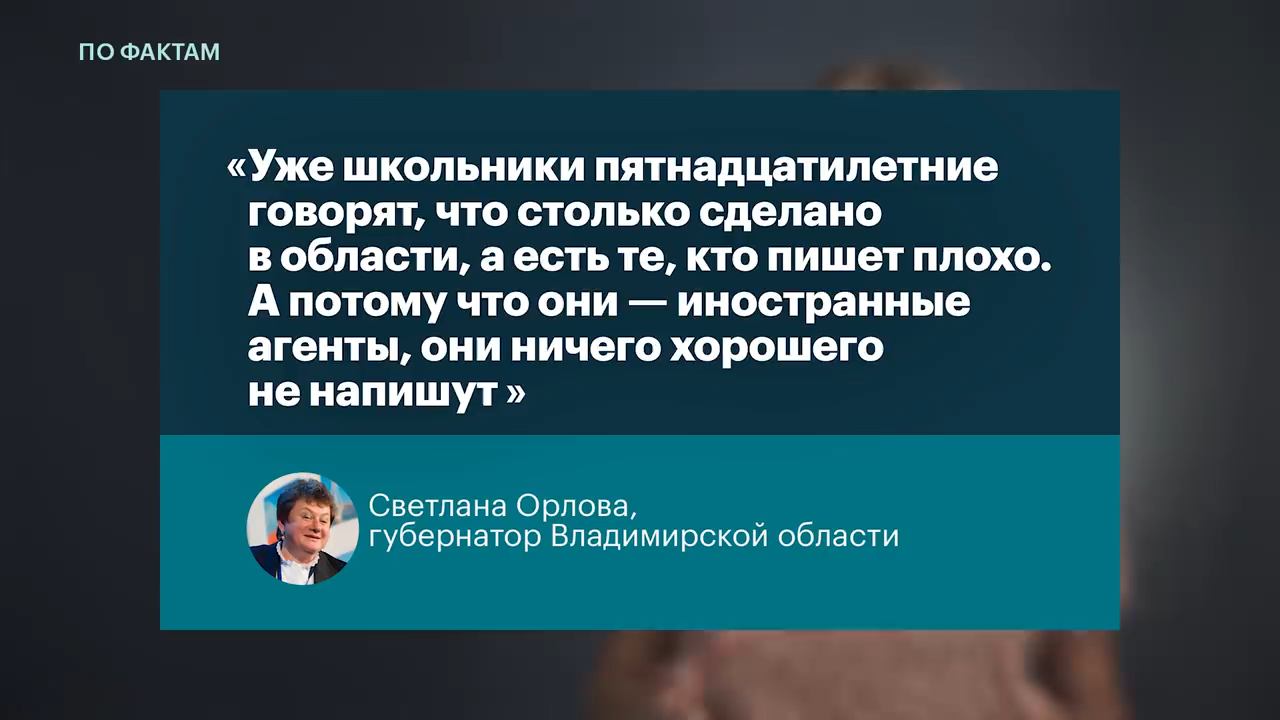 ПО ФАКТАМ
«Уже школьники пятнадцатилетние
говорят, что столько сделано
в области, а есть те, кто пишет плохо.
А потому что они — иностранные
агенты, они ничего хорошего
не напишут »
Светлана Орлова,
губернатор Владимирской области